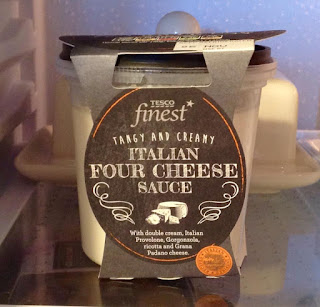 TESCO
finest*
TANGY AND CREAMY
ITALIAN
FOUR CHEESE
SAUCE
With double cream, Italian
Provolone, Gorgonzola,
ricotta and Grana
Padano cheese.